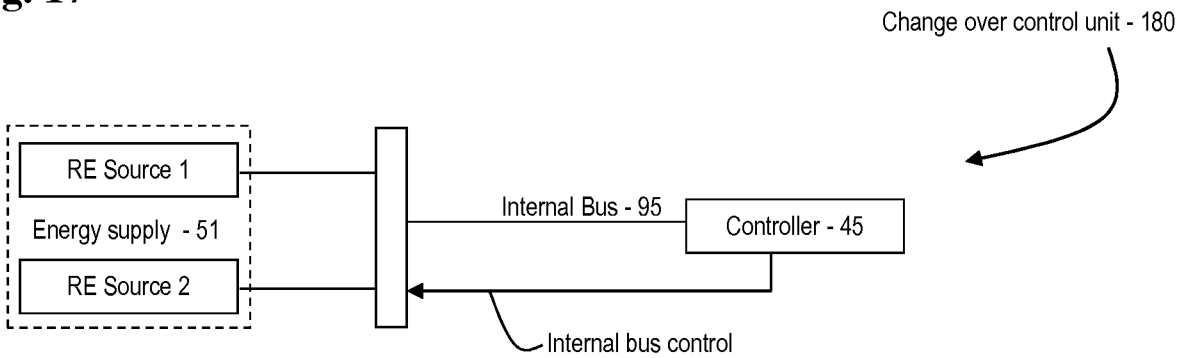 Change over control unit - 180
RE Source 1
Internal Bus - 95
Controller - 45
Energy supply - 51
RE Source 2
Internal bus control